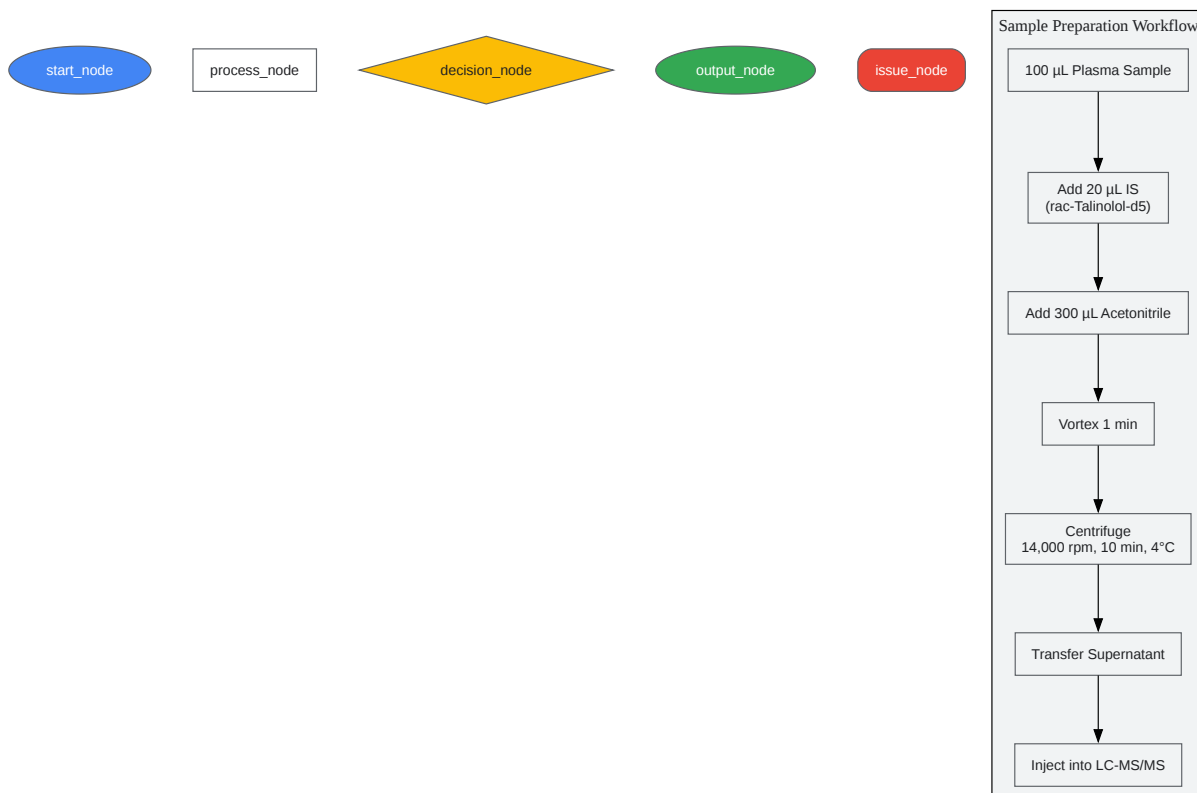 start_node
process_node
decision_node
output_node
issue_node
Sample Preparation Workflow
100 µL Plasma Sample
Add 20 µL IS
(rac-Talinolol-d5)
Add 300 µL Acetonitrile
Vortex 1 min
Centrifuge
14,000 rpm, 10 min, 4°C
Transfer Supernatant
Inject into LC-MS/MS